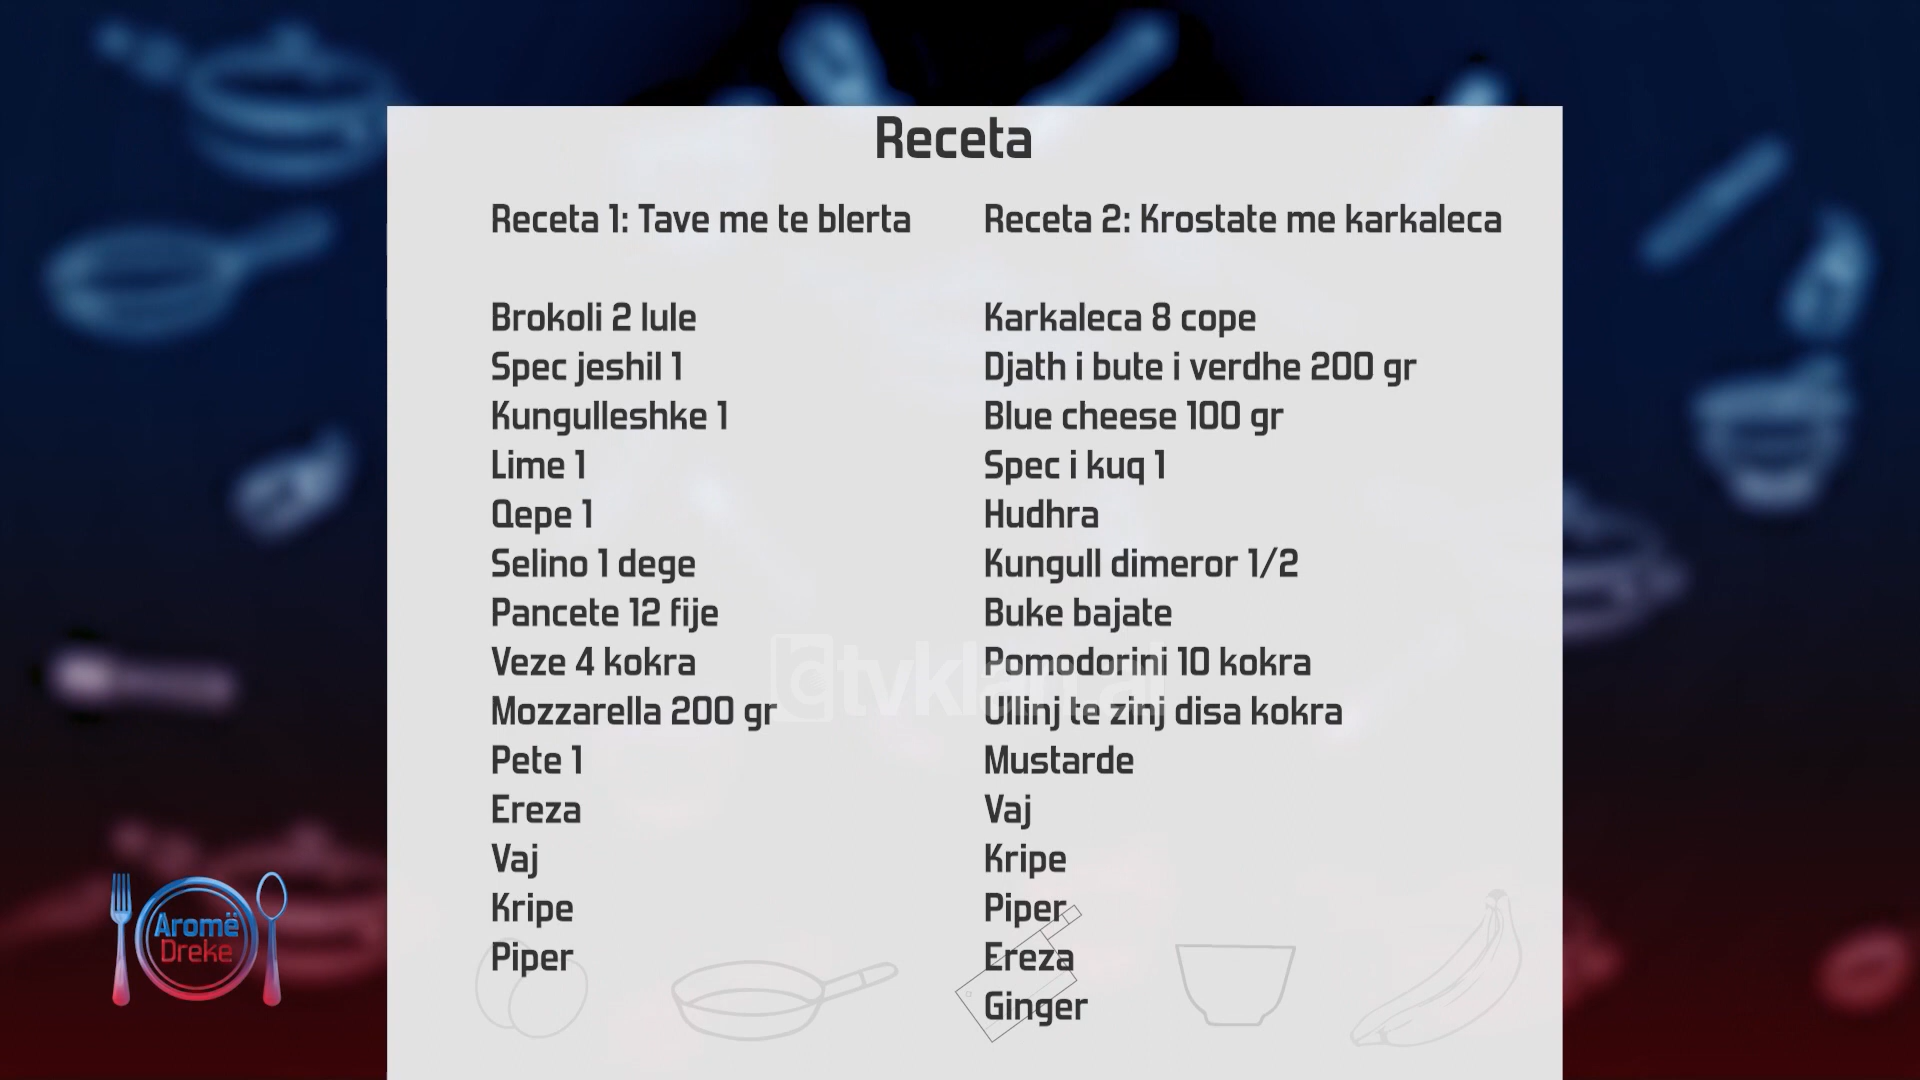 Receta
Receta 1: Tave me te blerta
Brokoli 2 lule
Spec jeshil 1
Kungulleshke 1
Lime 1
Qepe 1
Selino 1 dege
Pancete 12 fije
Veze 4 kokra
Mozzarella 200 gr
Pete 1
Ereza
Vaj
Kripe
Piper
Receta 2: Krostate me karkaleca
Karkaleca 8 cope
Djath i bute i verdhe 200 gr
Blue cheese 100 gr
Spec i kuq 1
Hudhra
Kungull dimeror 1/2
Buke bajate
Pomodorini 10 kokra
Ullinj te zinj disa kokra
Mustarde
Vaj
Kripe
Piper
Ereza
Ginger
tvklan.al
Aromë
Dreke